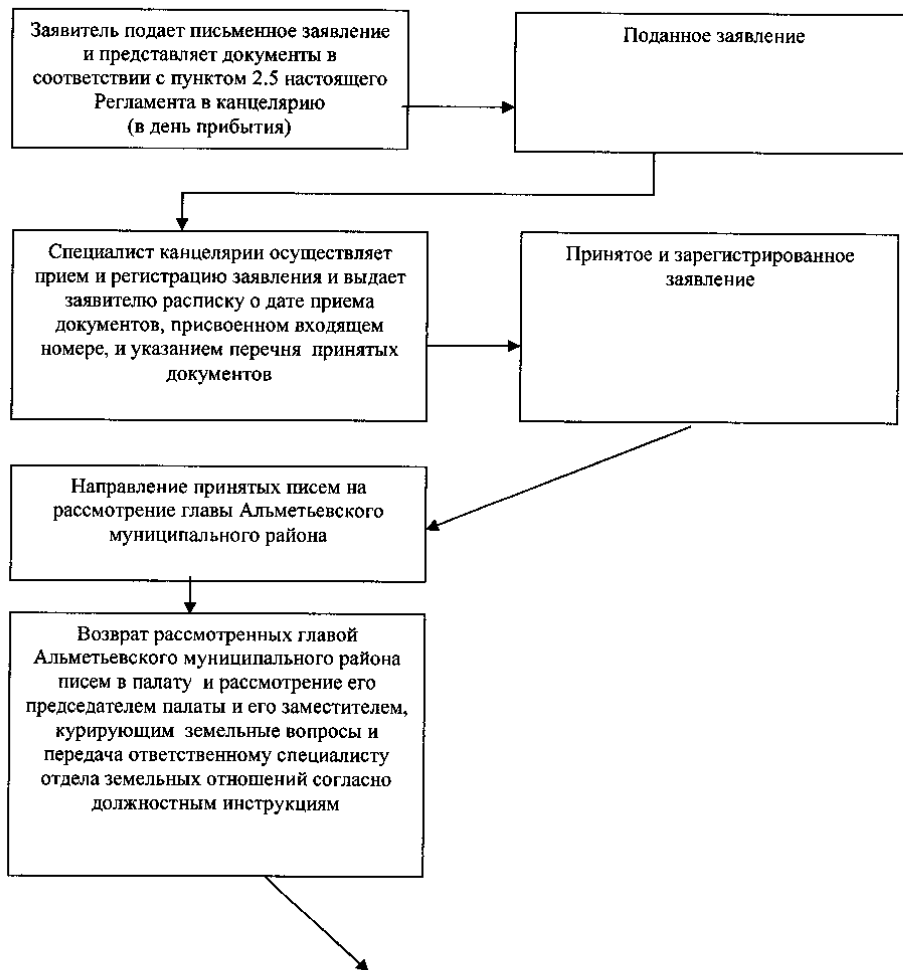 Заявитель подает письменное заявление
и представляет документы в
соответствии с пунктом 2.5 настоящего
Регламента в канцелярию
(в день прибытия)
Поданное заявление
Специалист канцелярии осуществляет
прием и регистрацию заявления и выдает
заявителю расписку о дате приема
документов, присвоенном входящем
номере, и указанием перечня принятых
документов
Принятое и зарегистрированное
заявление
Направление принятых писем на
рассмотрение главы Альметьевского
муниципального района
Возврат рассмотренных главой
Альметьевского муниципального района
писем в палату и рассмотрение его
председателем палаты и его заместителем,
курирующим земельные вопросы и
передача ответственному специалисту
отдела земельных отношений согласно
должностным инструкциям